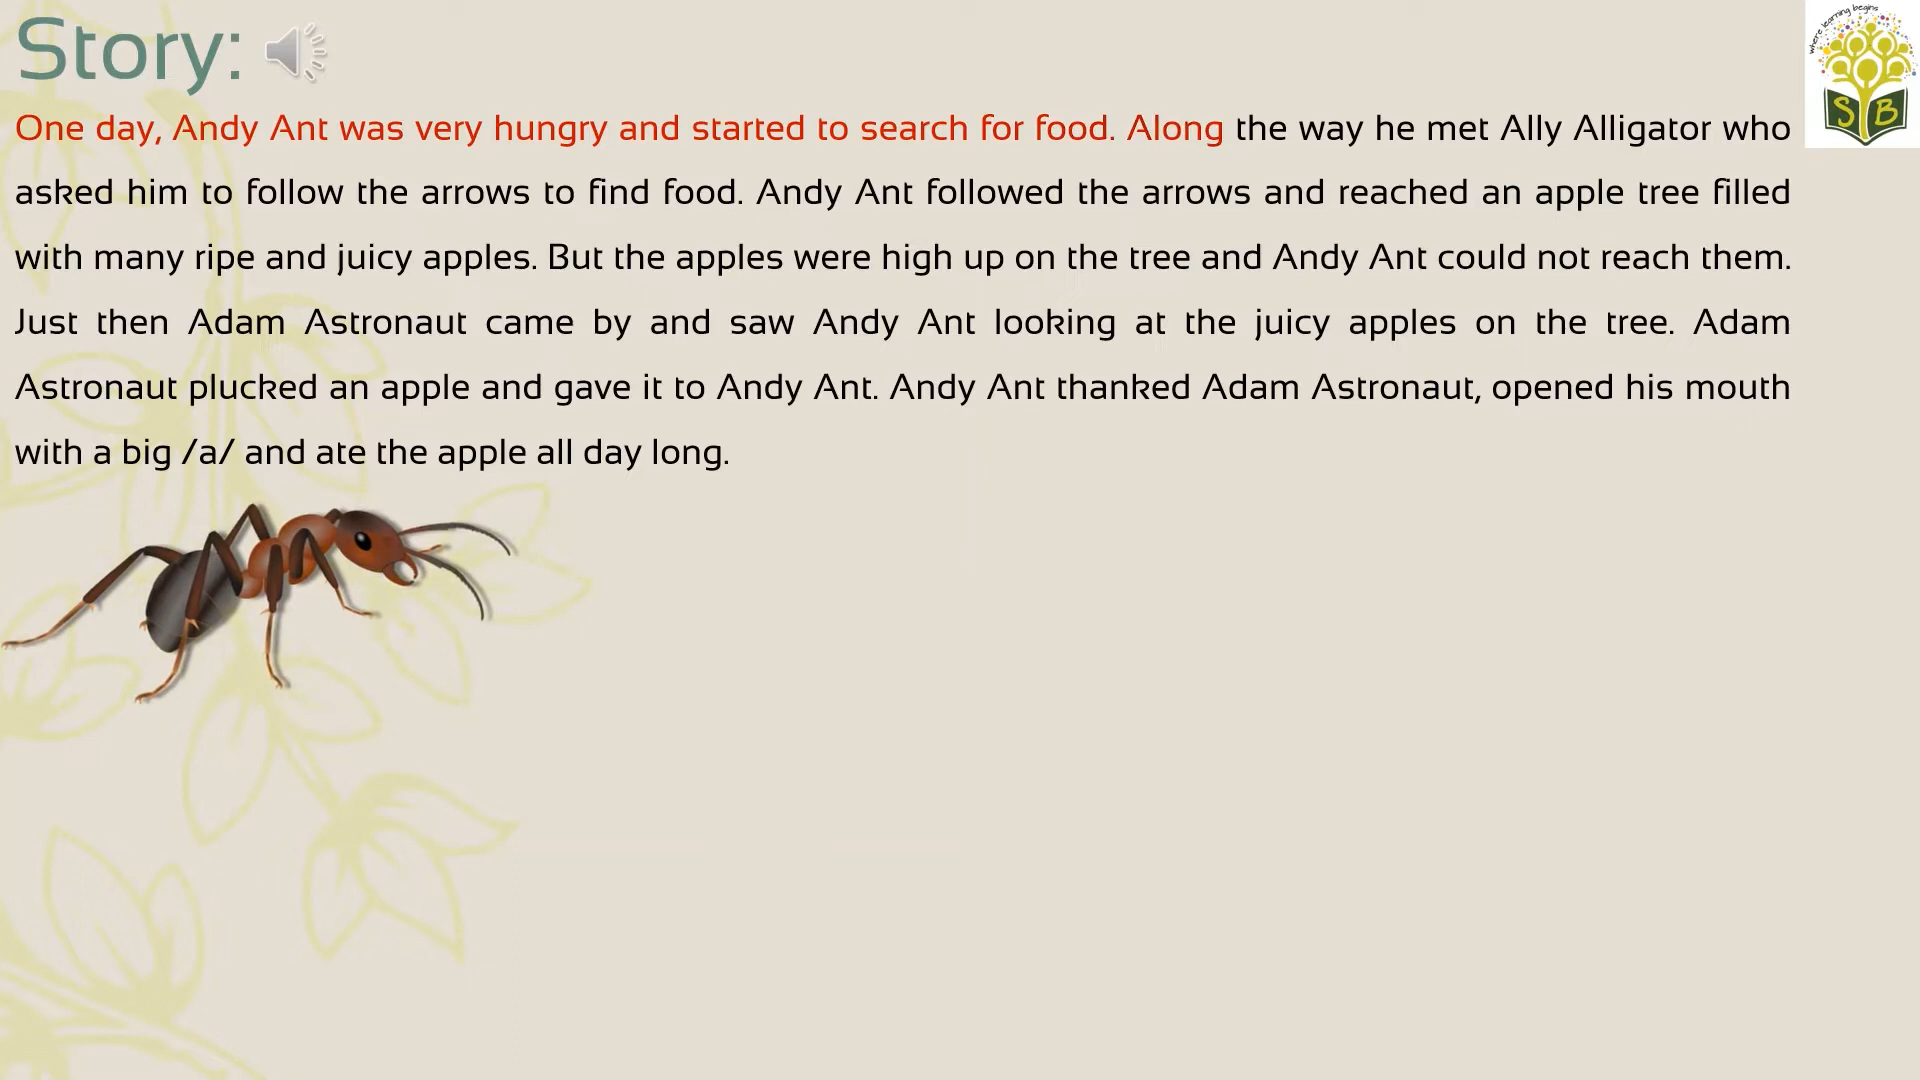 Story:
where learning begins
One day, Andy Ant was very hungry and started to search for food. Along the way he met Ally Alligator who
S B
asked him to follow the arrows to find food. Andy Ant followed the arrows and reached an apple tree filled
with many ripe and juicy apples. But the apples were high up on the tree and Andy Ant could not reach them.
Just then Adam Astronaut came by and saw Andy Ant looking at the juicy apples on the tree. Adam
Astronaut plucked an apple and gave it to Andy Ant. Andy Ant thanked Adam Astronaut, opened his mouth
with a big /a/ and ate the apple all day long.